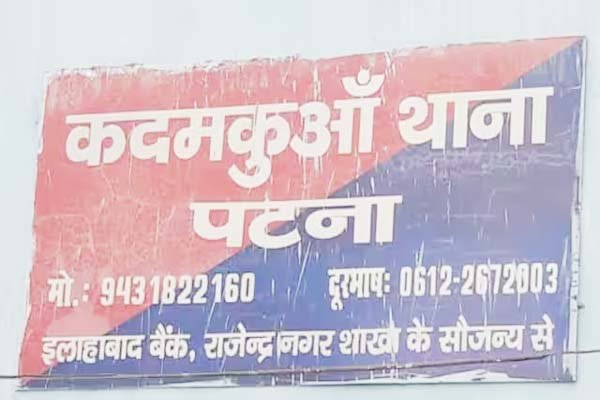 कदमकुआँ थाना
पटना
मो.: 9431822160 दूरभाष: 0612-2672003
इलाहाबाद बैंक, राजेन्द्र नगर शाखा के सौजन्य से